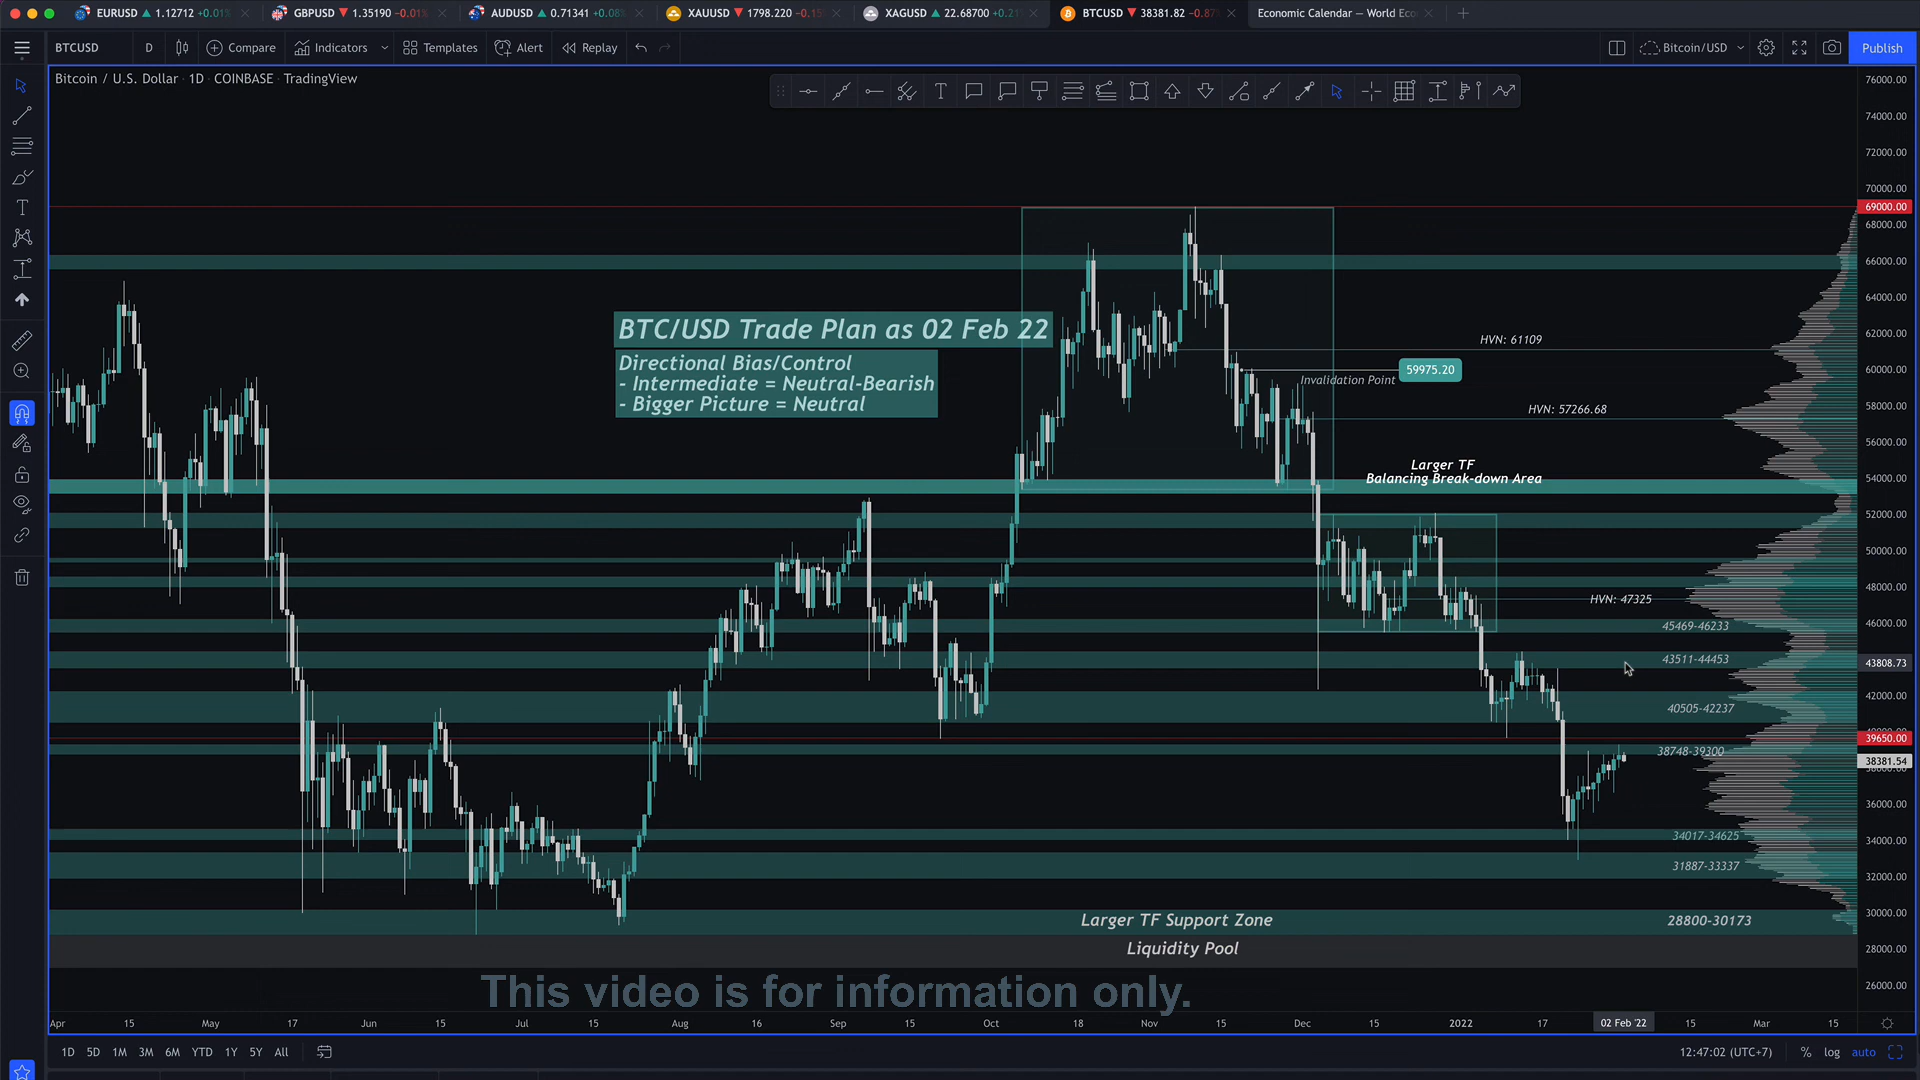 EURUSD 1.12712 +0.01%
GBPUSD 1.35190 −0.01%
AUDUSD 0.71341 +0.08%
XAUUSD 1798.220
XAGUSD 22.68700
BTCUSD 38381.82
Economic Calendar — World Eco
BTCUSD D Compare Indicators Templates Alert Replay Bitcoin/USD Publish
Bitcoin / U.S. Dollar · 1D · COINBASE · TradingView
76000.00
74000.00
72000.00
70000.00
69000.00
68000.00
66000.00
64000.00
BTC/USD Trade Plan as 02 Feb 22
62000.00
HVN: 61109
Directional Bias/Control
59975.20
60000.00
Invalidation Point
- Intermediate = Neutral-Bearish
- Bigger Picture = Neutral
HVN: 57266.68
58000.00
56000.00
Larger TF
Balancing Break-down Area
54000.00
52000.00
50000.00
48000.00
HVN: 47325
45469-46233
46000.00
43511-44453
43808.73
42000.00
40505-42237
39650.00
38748-39300
38381.54
36000.00
34017-34625
34000.00
31887-33337
32000.00
Larger TF Support Zone
28800-30173
30000.00
Liquidity Pool
28000.00
This video is for information only.
26000.00
Apr 15 May 17 Jun 15 Jul 15 Aug 16 Sep 15 Oct 18 Nov 15 Dec 15 2022 17 02 Feb '22 15 Mar 15
1D 5D 1M 3M 6M YTD 1Y 5Y All
12:47:02 (UTC+7) % log auto